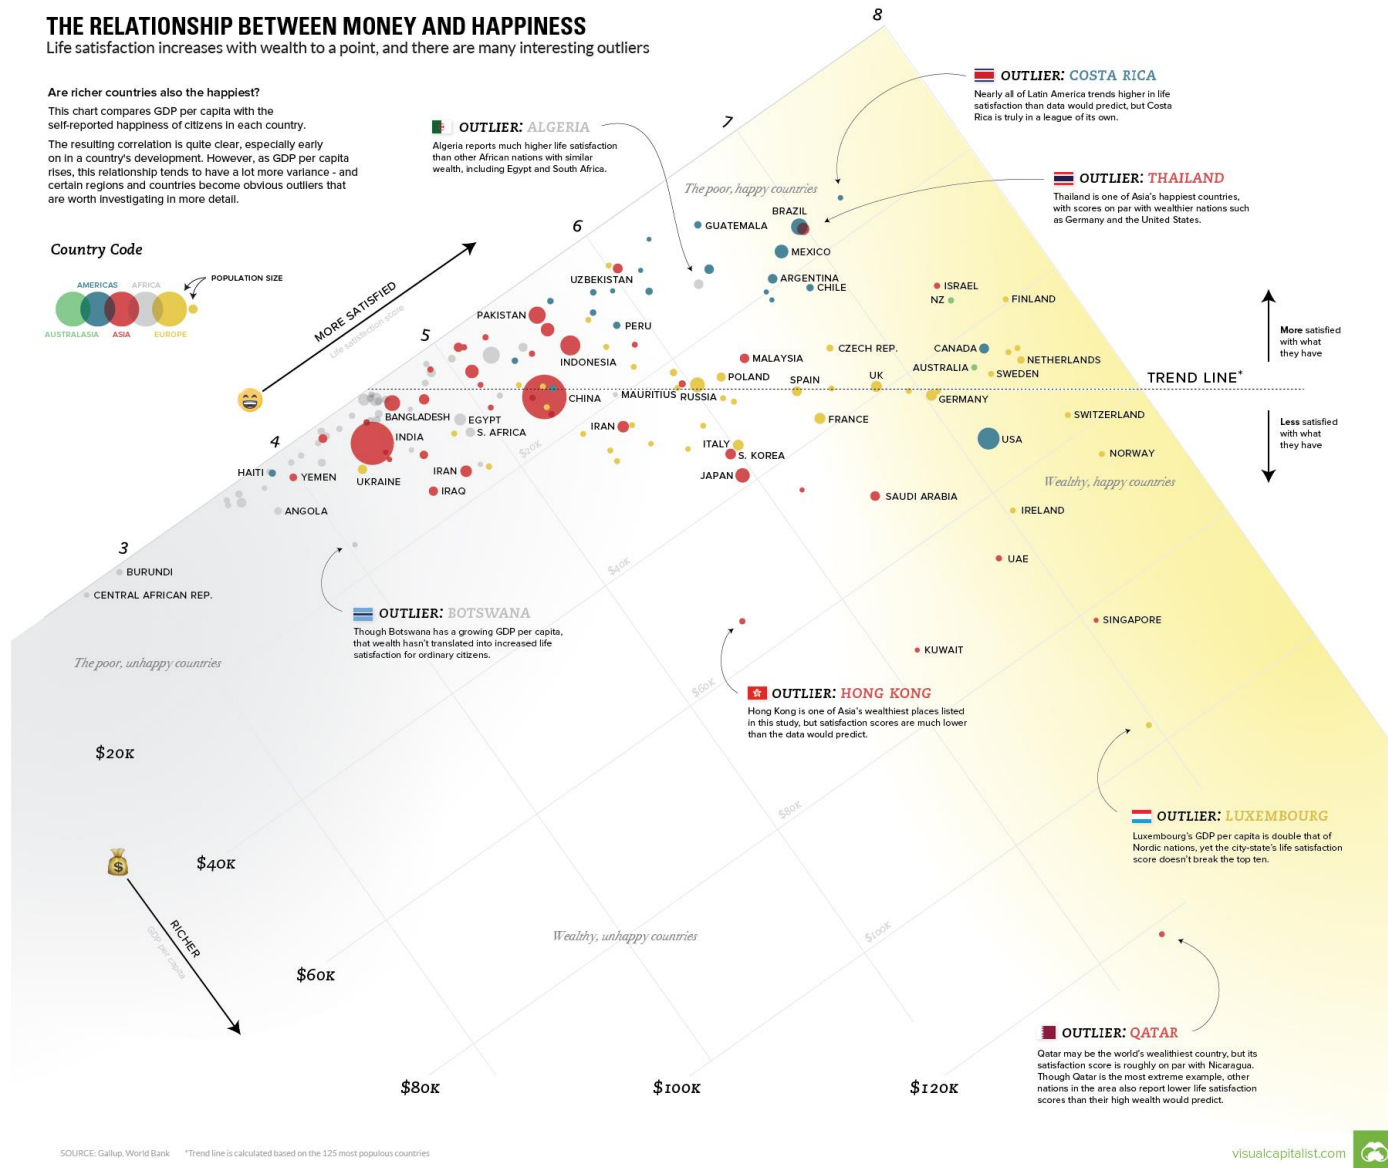 THE RELATIONSHIP BETWEEN MONEY AND HAPPINESS
Life satisfaction increases with wealth to a point, and there are many interesting outliers
Are richer countries also the happiest?
This chart compares GDP per capita with the
self-reported happiness of citizens in each country.
The resulting correlation is quite clear, especially early
on in a country's development. However, as GDP per capita
rises, this relationship tends to have a lot more variance - and
certain regions and countries become obvious outliers that
are worth investigating in more detail.
Country Code
POPULATION SIZE
AMERICAS
AFRICA
AUSTRALASIA
ASIA
EUROPE
MORE SATISFIED
Life satisfaction score
8
7
6
5
4
3
OUTLIER: ALGERIA
Algeria reports much higher life satisfaction
than other African nations with similar
wealth, including Egypt and South Africa.
OUTLIER: COSTA RICA
Nearly all of Latin America trends higher in life
satisfaction than data would predict, but Costa
Rica is truly in a league of its own.
OUTLIER: THAILAND
Thailand is one of Asia's happiest countries,
with scores on par with wealthier nations such
as Germany and the United States.
The poor, happy countries
BRAZIL
GUATEMALA
MEXICO
UZBEKISTAN
ARGENTINA
CHILE
ISRAEL
NZ
FINLAND
PAKISTAN
PERU
INDONESIA
MALAYSIA
CZECH REP.
CANADA
NETHERLANDS
AUSTRALIA
SWEDEN
POLAND
SPAIN
UK
TREND LINE*
More satisfied
with what
they have
Less satisfied
with what
they have
CHINA
MAURITIUS
RUSSIA
GERMANY
BANGLADESH
EGYPT
S. AFRICA
IRAN
FRANCE
SWITZERLAND
INDIA
ITALY
S. KOREA
USA
NORWAY
HAITI
YEMEN
UKRAINE
IRAN
IRAQ
JAPAN
SAUDI ARABIA
Wealthy, happy countries
ANGOLA
IRELAND
UAE
BURUNDI
CENTRAL AFRICAN REP.
SINGAPORE
KUWAIT
OUTLIER: BOTSWANA
Though Botswana has a growing GDP per capita,
that wealth hasn't translated into increased life
satisfaction for ordinary citizens.
The poor, unhappy countries
OUTLIER: HONG KONG
Hong Kong is one of Asia's wealthiest places listed
in this study, but satisfaction scores are much lower
than the data would predict.
OUTLIER: LUXEMBOURG
Luxembourg's GDP per capita is double that of
Nordic nations, yet the city-state's life satisfaction
score doesn't break the top ten.
$20K
$40K
$60K
$80K
$100K
$20K
$40K
$60K
$80K
$100K
$120K
$
RICHER
GDP per capita
Wealthy, unhappy countries
OUTLIER: QATAR
Qatar may be the world's wealithiest country, but its
satisfaction score is roughly on par with Nicaragua.
Though Qatar is the most extreme example, other
nations in the area also report lower life satisfaction
scores than their high wealth would predict.
SOURCE: Gallup, World Bank
*Trend line is calculated based on the 125 most populous countries
visualcapitalist.com